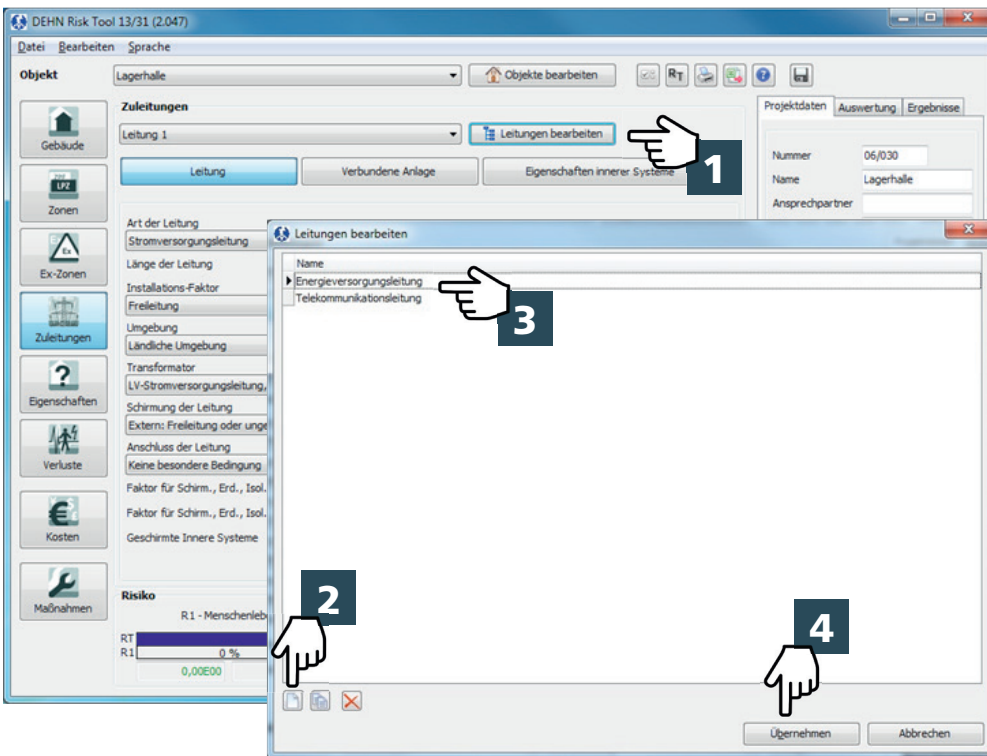 DEHN Risk Tool 13/31 (2.047)
Datei Bearbeiten Sprache
Objekt
Lagerhalle
Objekte bearbeiten
RT
Zuleitungen
Leitung 1
Leitungen bearbeiten
1
Leitung
Verbundene Anlage
Eigenschaften innerer Systeme
Projektdaten
Auswertung
Ergebnisse
Nummer
06/030
Name
Lagerhalle
Ansprechpartner
Gebäude
LPZ
Zonen
Ex
Ex-Zonen
Zuleitungen
?
Eigenschaften
Verluste
€
Kosten
Maßnahmen
Art der Leitung
Stromversorgungsleitung
Länge der Leitung
Installations-Faktor
Freileitung
Umgebung
Ländliche Umgebung
Transformator
LV-Stromversorgungsleitung,
Schirmung der Leitung
Extern: Freileitung oder unge
Anschluss der Leitung
Keine besondere Bedingung
Faktor für Schirm., Erd., Isol.
Faktor für Schirm., Erd., Isol.
Geschirmte Innere Systeme
Risiko
R1 - Menschenleb
RT
R1
0 %
0,00E00
2
Leitungen bearbeiten
Name
Energieversorgungsleitung
Telekommunikationsleitung
3
4
Übernehmen
Abbrechen